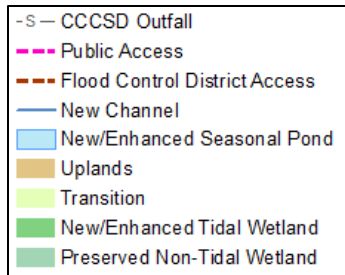 -S- CCCSD Outfall
Public Access
Flood Control District Access
New Channel
New/Enhanced Seasonal Pond
Uplands
Transition
New/Enhanced Tidal Wetland
Preserved Non-Tidal Wetland